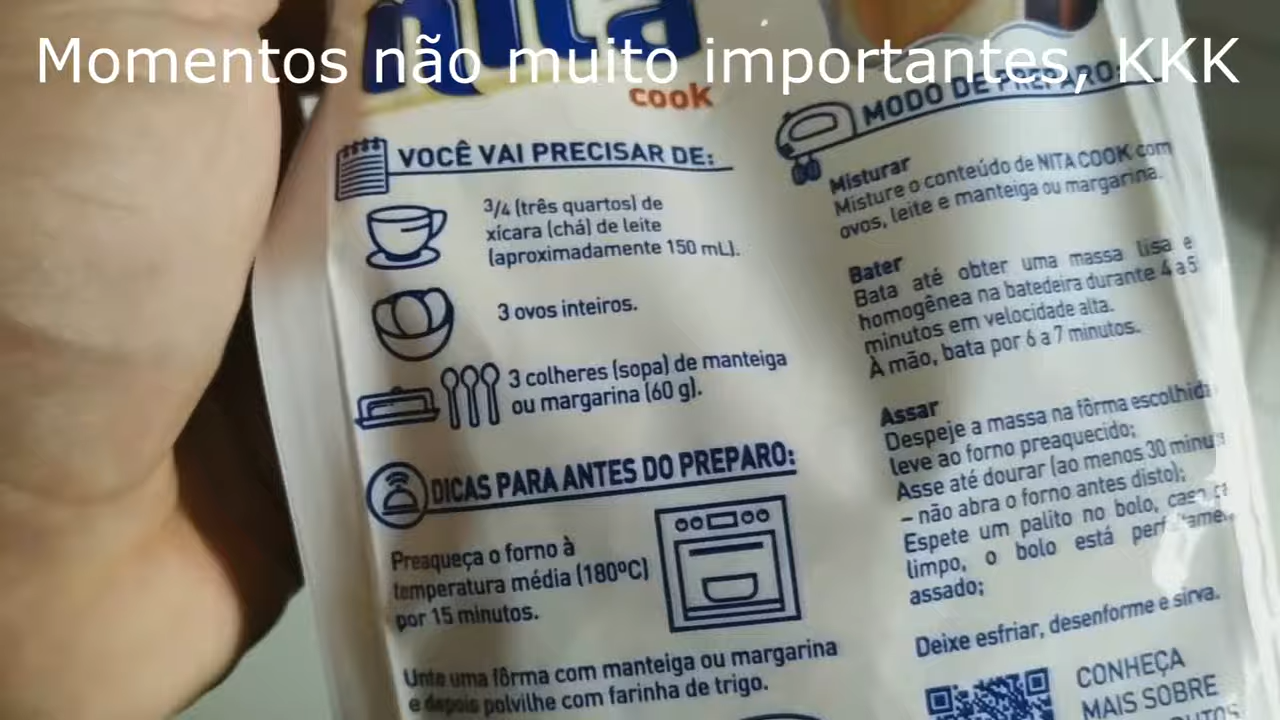 Momentos não muito importantes, KKK
nita
cook
VOCÊ VAI PRECISAR DE:
3/4 (três quartos) de
xícara (chá) de leite
(aproximadamente 150 mL).
3 ovos inteiros.
3 colheres (sopa) de manteiga
ou margarina (60 g).
DICAS PARA ANTES DO PREPARO:
Preaqueça o forno à
temperatura média (180ºC)
por 15 minutos.
Unte uma fôrma com manteiga ou margarina
e depois polvilhe com farinha de trigo.
MODO DE PREPARO:
Misturar
Misture o conteúdo de NITA COOK com
ovos, leite e manteiga ou margarina.
Bater
Bata até obter uma massa lisa e
homogênea na batedeira durante 4 a 5
minutos em velocidade alta.
À mão, bata por 6 a 7 minutos.
Assar
Despeje a massa na fôrma escolhida
leve ao forno preaquecido;
Asse até dourar (ao menos 30 minu
– não abra o forno antes disto);
Espete um palito no bolo, caso
limpo, o bolo está
assado;
Deixe esfriar, desenforme e sirva.
CONHEÇA
MAIS SOBRE